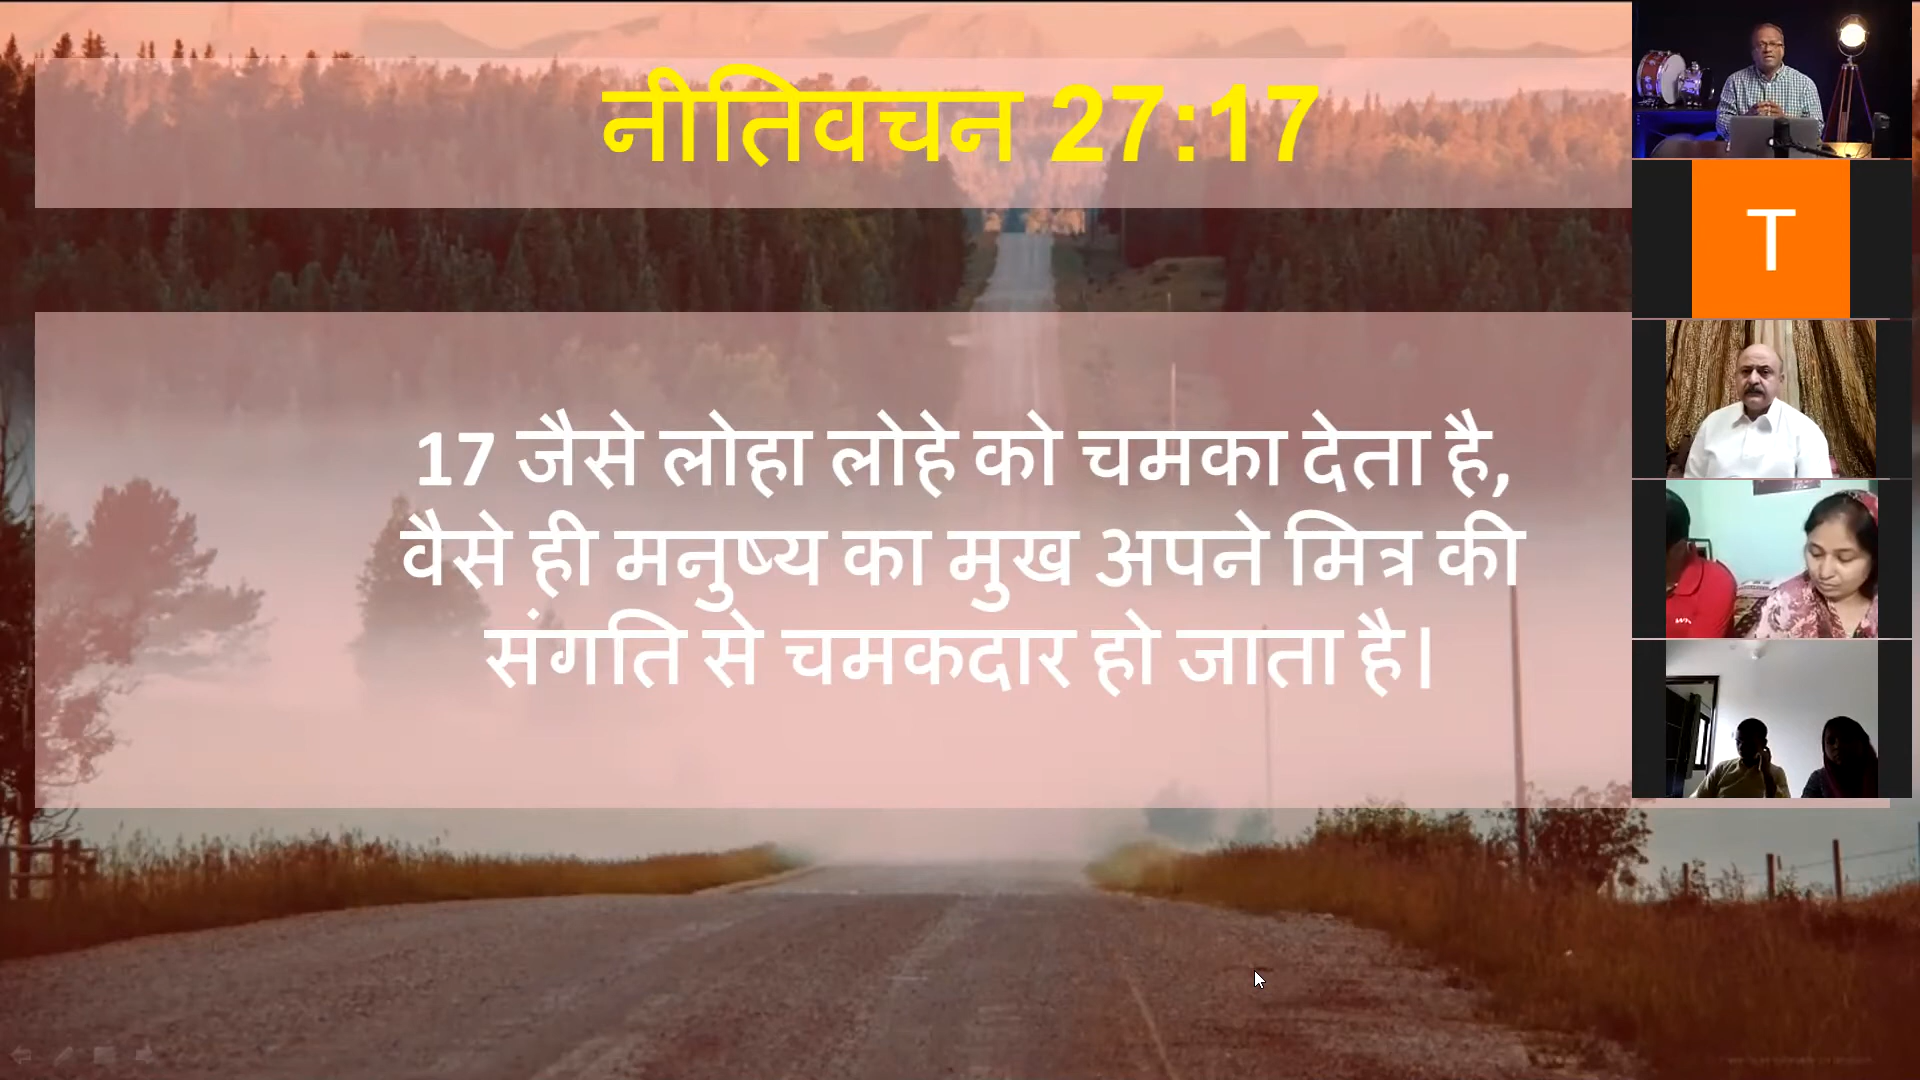 नीतिवचन 27:17
17 जैसे लोहा लोहे को चमका देता है,
वैसे ही मनुष्य का मुख अपने मित्र की
संगति से चमकदार हो जाता है।
T